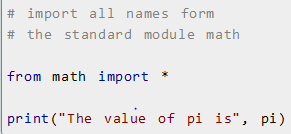 # import all names form
# the standard module math
from math import *
print("The value of pi is", pi)